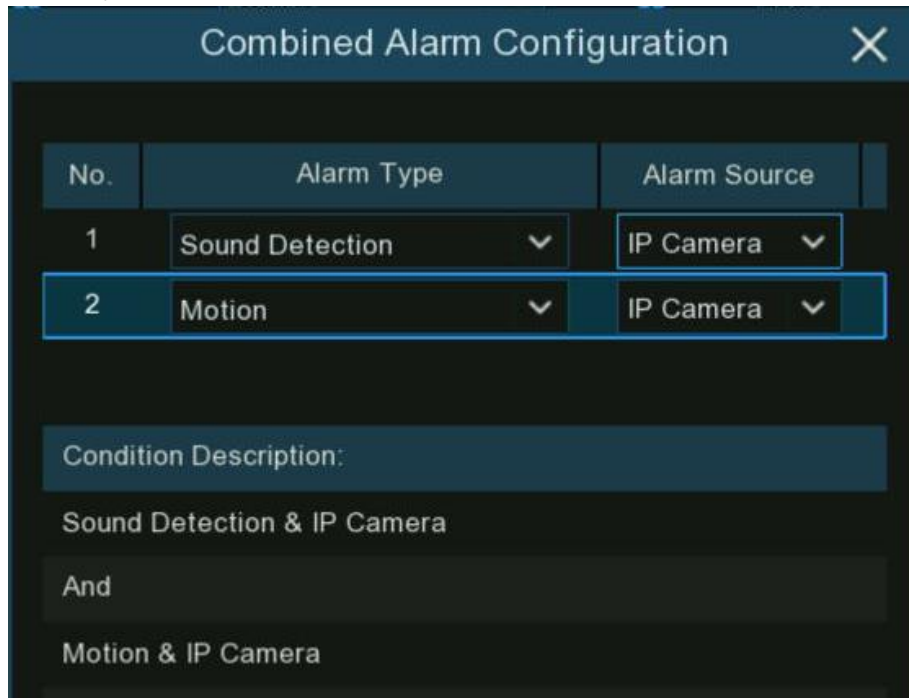 Combined Alarm Configuration
No. Alarm Type Alarm Source
1 Sound Detection IP Camera
2 Motion IP Camera
Condition Description:
Sound Detection & IP Camera
And
Motion & IP Camera